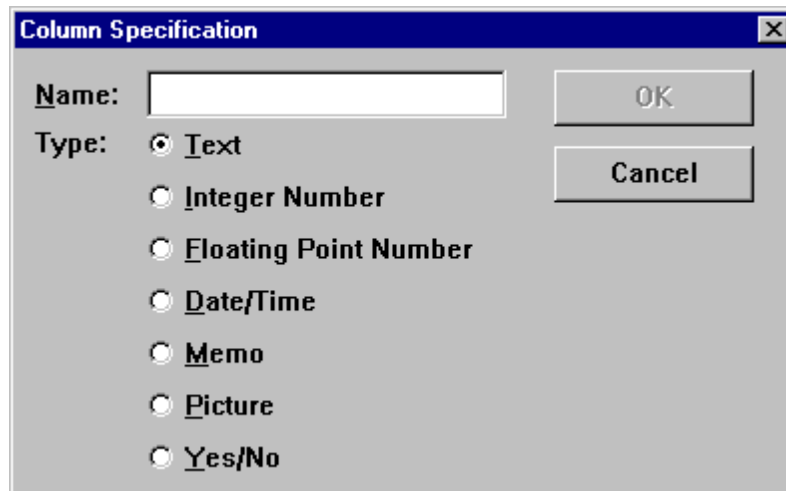 Column Specification
Name:
OK
Type:
Text
Cancel
Integer Number
Floating Point Number
Date/Time
Memo
Picture
Yes/No